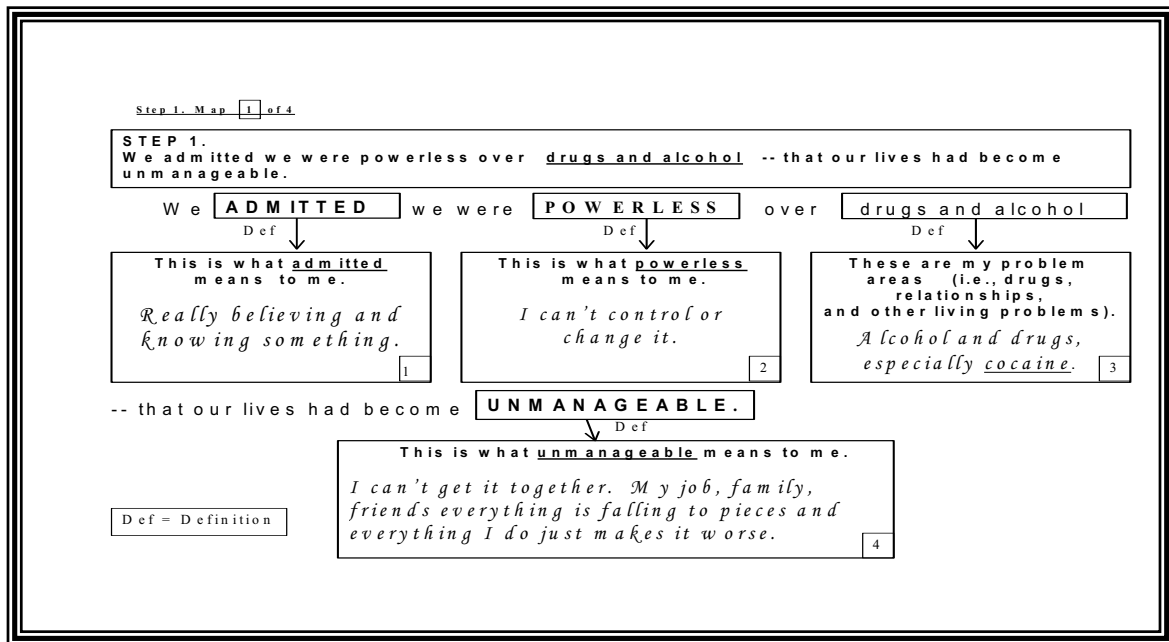 Step 1. Map 1 of 4
STEP 1.
We admitted we were powerless over drugs and alcohol -- that our lives had become
unmanageable.
We ADMITTED we were POWERLESS over drugs and alcohol
Def Def Def
This is what admitted
means to me.
Really believing and
knowing something.
1
This is what powerless
means to me.
I can't control or
change it.
2
These are my problem
areas (i.e., drugs,
relationships,
and other living problems).
Alcohol and drugs,
especially cocaine.
3
-- that our lives had become UNMANAGEABLE.
Def
This is what unmanageable means to me.
I can't get it together. My job, family,
friends everything is falling to pieces and
everything I do just makes it worse.
4
Def = Definition